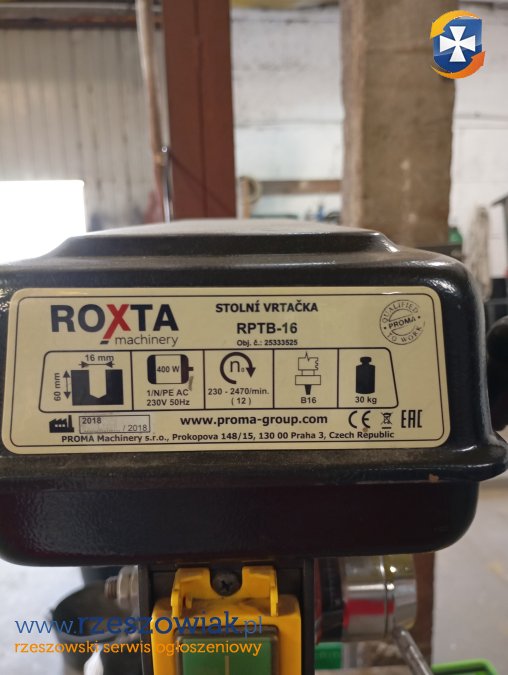 ROXTA
machinery
STOLNÍ VRTAČKA
RPTB-16
Obj. č.: 25333525
QUALIFIED
PROMA
TO WORK
16 mm
60 mm
400 W
1/N/PE AC
230V 50Hz
n.
230 - 2470/min.
( 12 )
B16
30 kg
2018
/ 2018
www.proma-group.com
CE
EAC
PROMA Machinery s.r.o., Prokopova 148/15, 130 00 Praha 3, Czech Republic
www.rzeszowiak.pl
rzeszowski serwis ogłoszeniowy